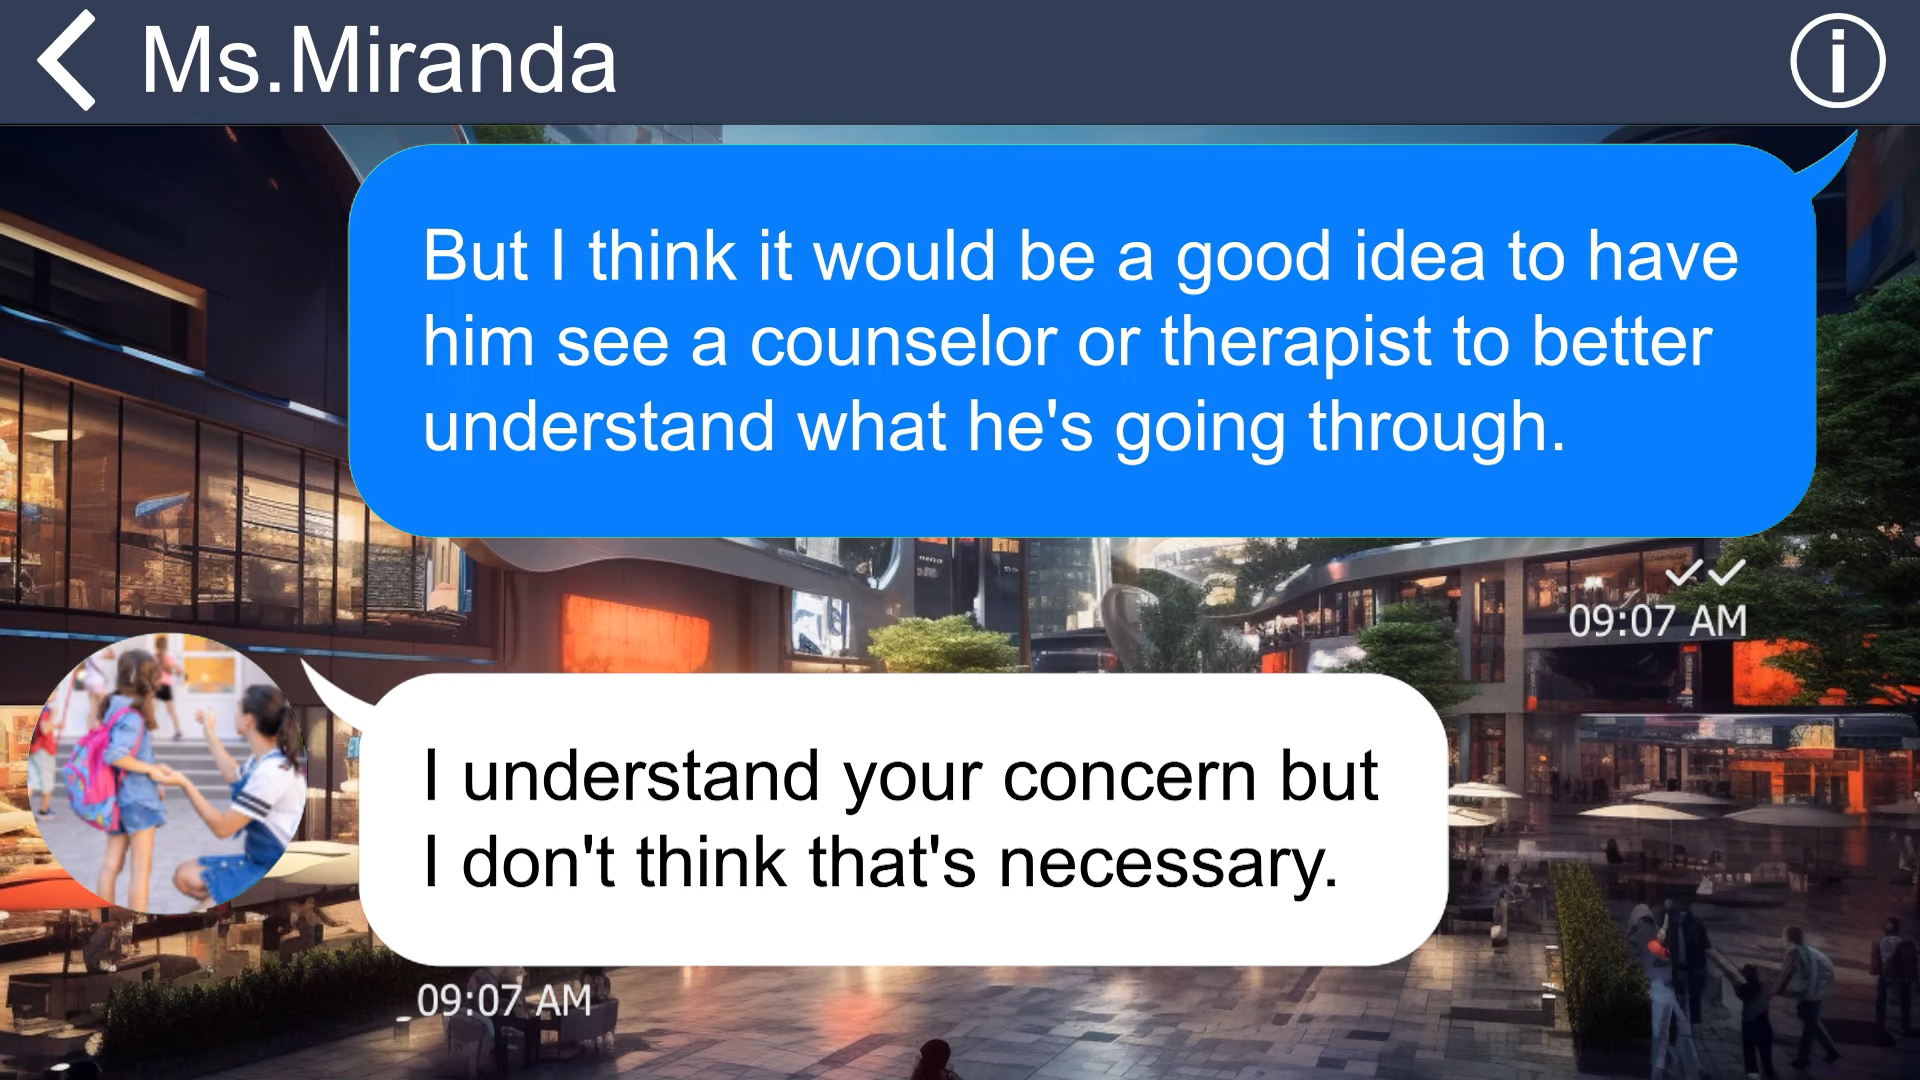 Ms.Miranda
But I think it would be a good idea to have
him see a counselor or therapist to better
understand what he's going through.
09:07 AM
I understand your concern but
I don't think that's necessary.
09:07 AM